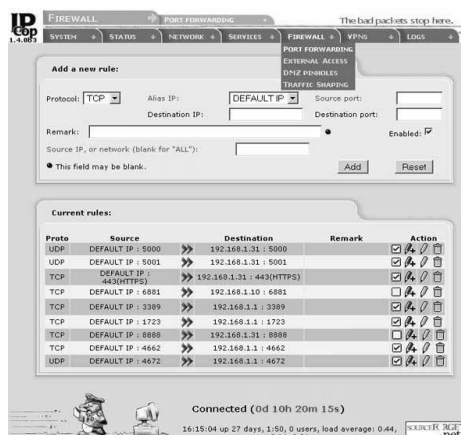 FIREWALL
PORT FORWARDING
The bad packets stop here.
IPCop
1.4.0b3
SYSTEM STATUS NETWORK SERVICES FIREWALL VPNS LOGS
PORT FORWARDING
EXTERNAL ACCESS
DMZ PINHOLES
TRAFFIC SHAPING
Add a new rule:
Protocol: TCP Alias IP: DEFAULT IP Source port:
Destination IP: Destination port:
Remark: Enabled:
Source IP, or network (blank for "ALL"):
This field may be blank. Add Reset
Current rules:
Proto Source Destination Remark Action
UDP DEFAULT IP : 5000 192.168.1.31 : 5000
UDP DEFAULT IP : 5001 192.168.1.31 : 5001
TCP DEFAULT IP : 443(HTTPS) 192.168.1.31 : 443(HTTPS)
TCP DEFAULT IP : 6881 192.168.1.10 : 6881
TCP DEFAULT IP : 3389 192.168.1.1 : 3389
TCP DEFAULT IP : 1723 192.168.1.1 : 1723
TCP DEFAULT IP : 8888 192.168.1.31 : 8888
TCP DEFAULT IP : 4662 192.168.1.1 : 4662
UDP DEFAULT IP : 4672 192.168.1.1 : 4672
Connected (0d 10h 20m 15s)
16:15:04 up 27 days, 1:50, 0 users, load average: 0.44,